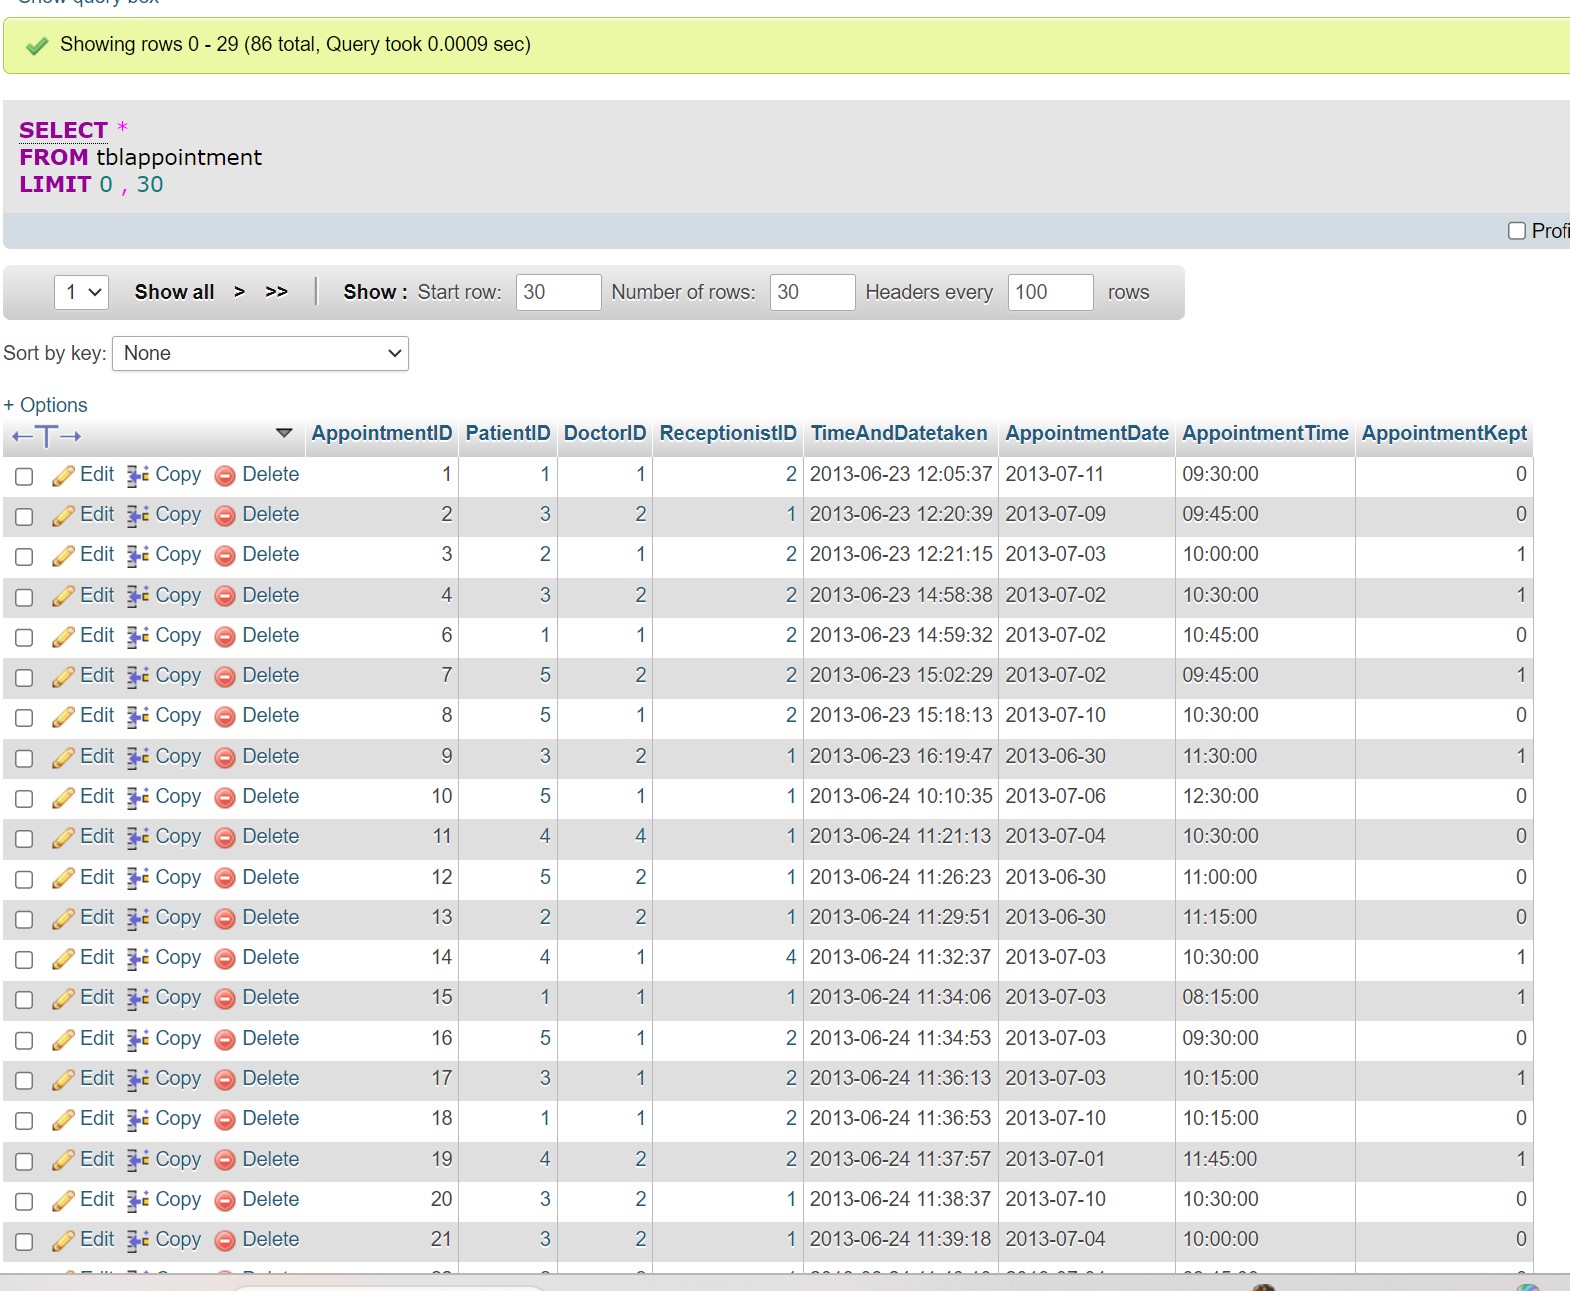 Show query box
Showing rows 0 - 29 (86 total, Query took 0.0009 sec)
SELECT *
FROM tblappointment
LIMIT 0 , 30
Profi
1 Show all > >> Show : Start row: 30 Number of rows: 30 Headers every 100 rows
Sort by key: None
+ Options
←T→ AppointmentID PatientID DoctorID ReceptionistID TimeAndDatetaken AppointmentDate AppointmentTime AppointmentKept
Edit Copy Delete 1 1 1 2 2013-06-23 12:05:37 2013-07-11 09:30:00 0
Edit Copy Delete 2 3 2 1 2013-06-23 12:20:39 2013-07-09 09:45:00 0
Edit Copy Delete 3 2 1 2 2013-06-23 12:21:15 2013-07-03 10:00:00 1
Edit Copy Delete 4 3 2 2 2013-06-23 14:58:38 2013-07-02 10:30:00 1
Edit Copy Delete 6 1 1 2 2013-06-23 14:59:32 2013-07-02 10:45:00 0
Edit Copy Delete 7 5 2 2 2013-06-23 15:02:29 2013-07-02 09:45:00 1
Edit Copy Delete 8 5 1 2 2013-06-23 15:18:13 2013-07-10 10:30:00 0
Edit Copy Delete 9 3 2 1 2013-06-23 16:19:47 2013-06-30 11:30:00 1
Edit Copy Delete 10 5 1 1 2013-06-24 10:10:35 2013-07-06 12:30:00 0
Edit Copy Delete 11 4 4 1 2013-06-24 11:21:13 2013-07-04 10:30:00 0
Edit Copy Delete 12 5 2 1 2013-06-24 11:26:23 2013-06-30 11:00:00 0
Edit Copy Delete 13 2 2 1 2013-06-24 11:29:51 2013-06-30 11:15:00 0
Edit Copy Delete 14 4 1 4 2013-06-24 11:32:37 2013-07-03 10:30:00 1
Edit Copy Delete 15 1 1 1 2013-06-24 11:34:06 2013-07-03 08:15:00 1
Edit Copy Delete 16 5 1 2 2013-06-24 11:34:53 2013-07-03 09:30:00 0
Edit Copy Delete 17 3 1 2 2013-06-24 11:36:13 2013-07-03 10:15:00 1
Edit Copy Delete 18 1 1 2 2013-06-24 11:36:53 2013-07-10 10:15:00 0
Edit Copy Delete 19 4 2 2 2013-06-24 11:37:57 2013-07-01 11:45:00 1
Edit Copy Delete 20 3 2 1 2013-06-24 11:38:37 2013-07-10 10:30:00 0
Edit Copy Delete 21 3 2 1 2013-06-24 11:39:18 2013-07-04 10:00:00 0